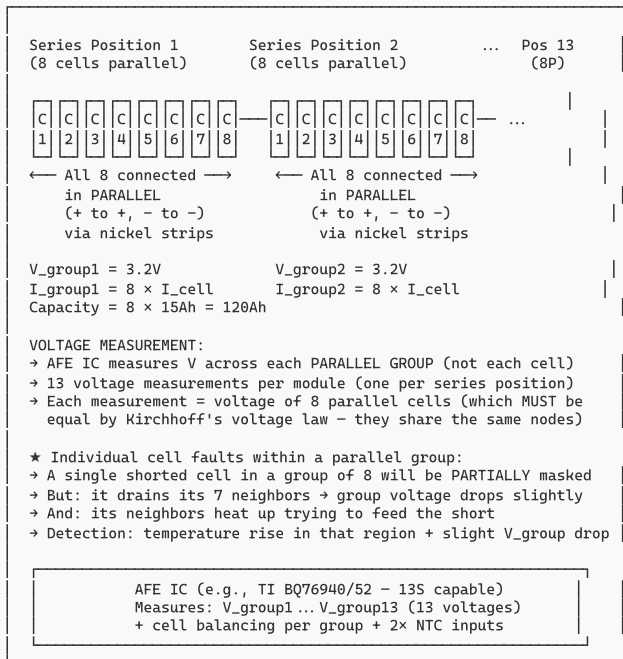 Series Position 1 Series Position 2 ... Pos 13
(8 cells parallel) (8 cells parallel) (8P)
C C C C C C C C C C C C C C C C ...
1 2 3 4 5 6 7 8 1 2 3 4 5 6 7 8
←── All 8 connected ──→ ←── All 8 connected ──→
in PARALLEL in PARALLEL
(+ to +, − to −) (+ to +, − to −)
via nickel strips via nickel strips
V_group1 = 3.2V V_group2 = 3.2V
I_group1 = 8 × I_cell I_group2 = 8 × I_cell
Capacity = 8 × 15Ah = 120Ah
VOLTAGE MEASUREMENT:
→ AFE IC measures V across each PARALLEL GROUP (not each cell)
→ 13 voltage measurements per module (one per series position)
→ Each measurement = voltage of 8 parallel cells (which MUST be
equal by Kirchhoff's voltage law — they share the same nodes)
★ Individual cell faults within a parallel group:
→ A single shorted cell in a group of 8 will be PARTIALLY masked
→ But: it drains its 7 neighbors → group voltage drops slightly
→ And: its neighbors heat up trying to feed the short
→ Detection: temperature rise in that region + slight V_group drop
AFE IC (e.g., TI BQ76940/52 — 13S capable)
Measures: V_group1...V_group13 (13 voltages)
+ cell balancing per group + 2× NTC inputs